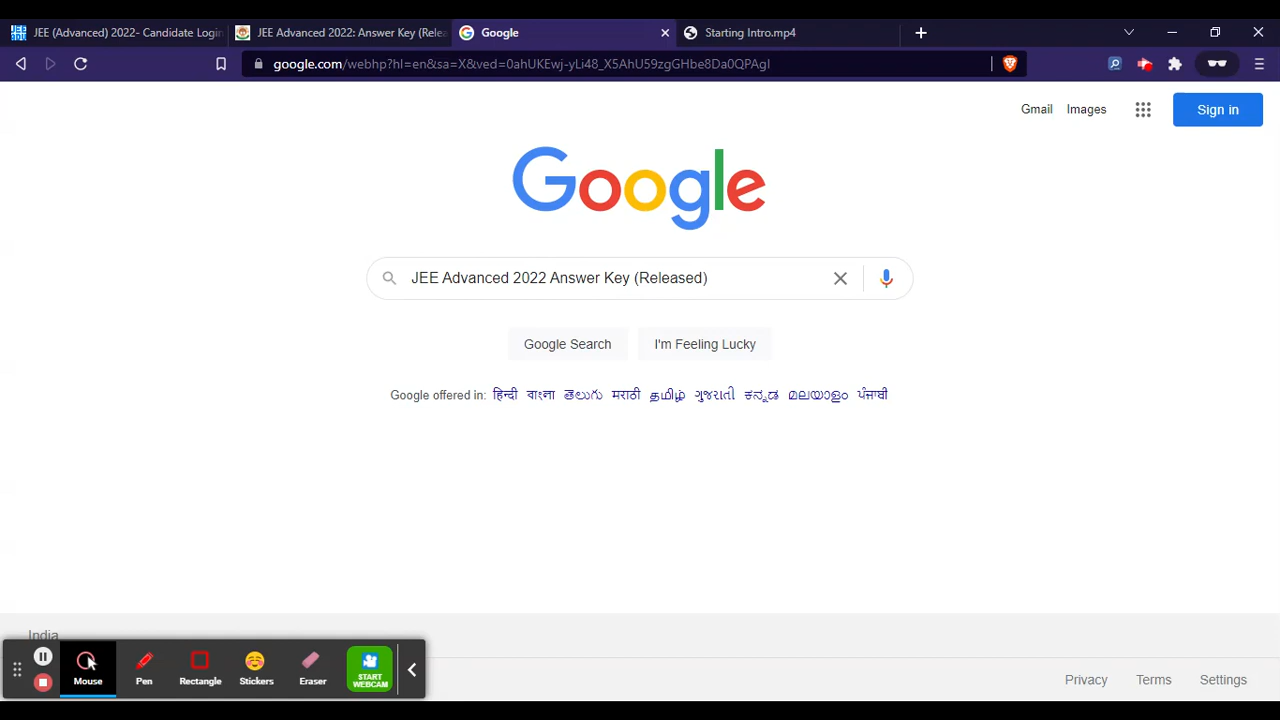 JEE (Advanced) 2022- Candidate Login
JEE Advanced 2022: Answer Key (Relea
Google
Starting Intro.mp4
google.com/webhp?hl=en&sa=X&ved=0ahUKEwj-yLi48_X5AhU59zgGHbe8Da0QPAgI
Gmail
Images
Sign in
Google
JEE Advanced 2022 Answer Key (Released)
Google Search
I'm Feeling Lucky
Google offered in: हिन्दी বাংলা తెలుగు मराठी தமிழ் ગુજરાતી ಕನ್ನಡ മലയാളം ਪੰਜਾਬੀ
India
Mouse
Pen
Rectangle
Stickers
Eraser
START
WEBCAM
Privacy
Terms
Settings